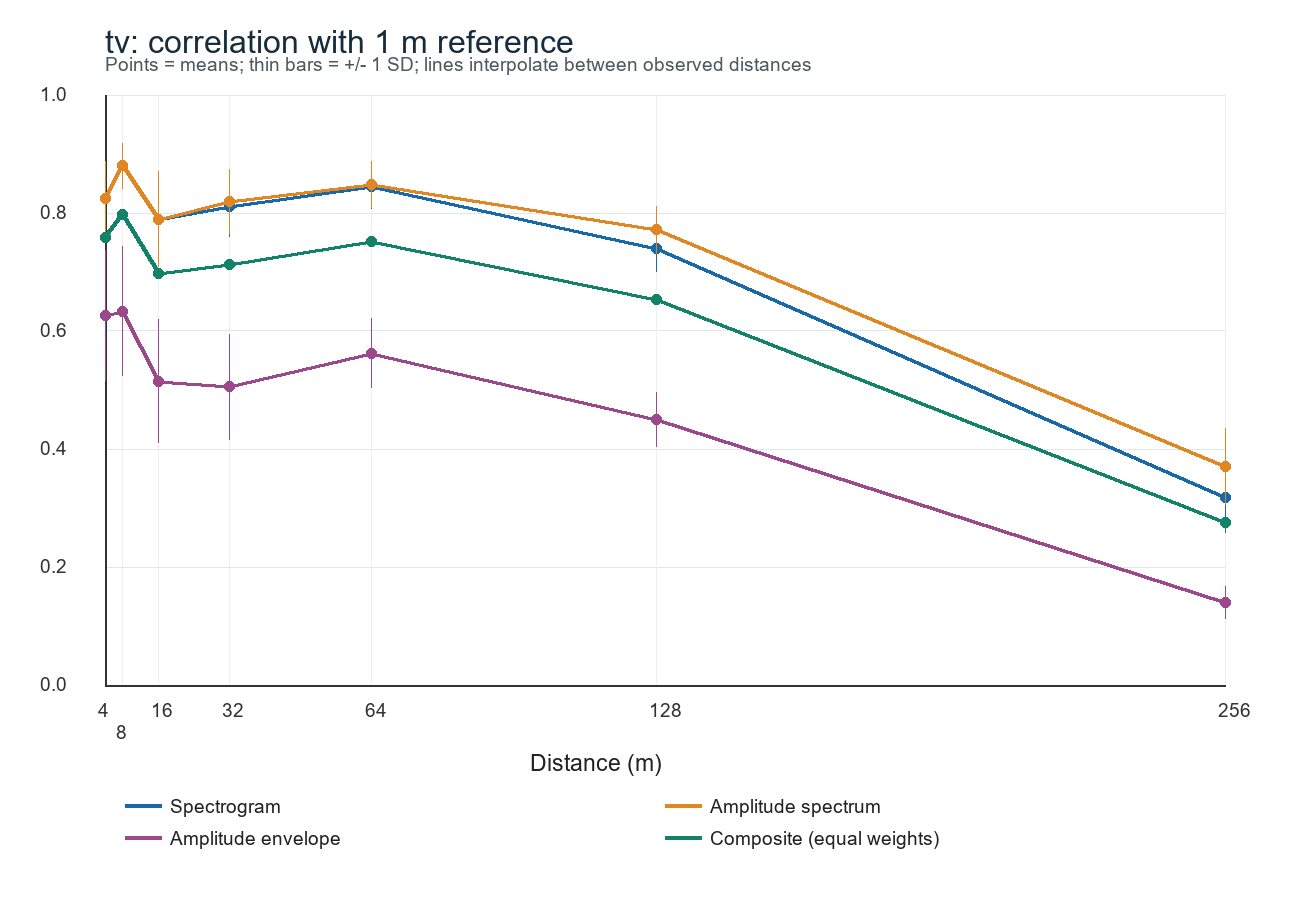 tv: correlation with 1 m reference
Points = means; thin bars = +/- 1 SD; lines interpolate between observed distances
1.0
0.8
0.6
0.4
0.2
0.0
4 16 32 64 128 256
8
Distance (m)
Spectrogram Amplitude spectrum
Amplitude envelope Composite (equal weights)